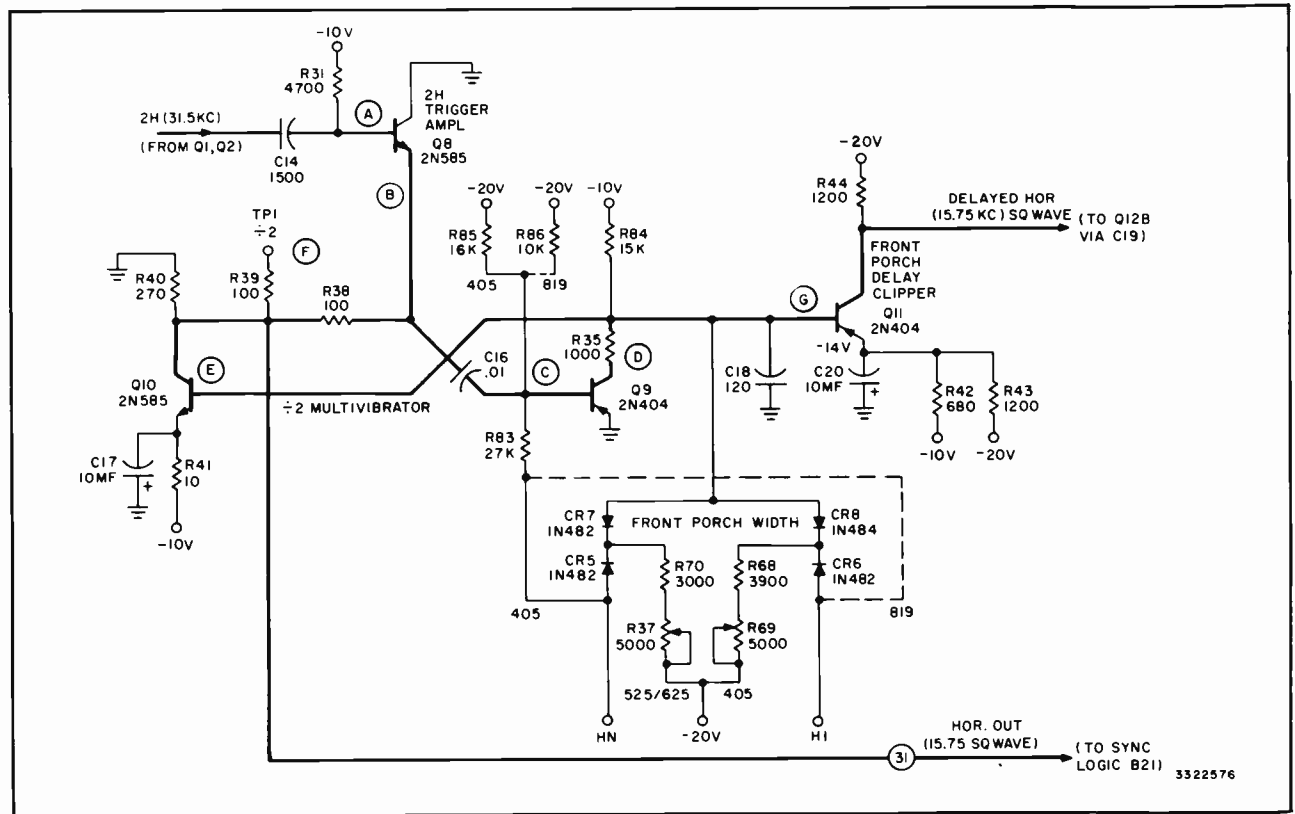 -10V
R31
4700
A
2H
TRIGGER
AMPL
Q8
2N585
2H (31.5KC)
(FROM Q1, Q2)
C14
1500
B
-20V
-20V
-10V
R85
16K
R86
10K
R84
15K
405
819
-20V
R44
1200
DELAYED HOR
(15.75 KC) SQ WAVE
(TO Q12B
VIA C19)
TP1
÷2
F
R40
270
R39
100
R38
100
FRONT
PORCH
DELAY
CLIPPER
Q11
2N404
G
-14V
R35
1000
D
C16
.01
C
Q9
2N404
E
Q10
2N585
÷2 MULTIVIBRATOR
C18
120
C20
10MF
+
R42
680
R43
1200
-10V
-20V
C17
10MF
+
R41
10
-10V
R83
27K
CR7
1N482
FRONT PORCH WIDTH
CR8
1N484
CR5
1N482
R70
3000
R68
3900
CR6
1N482
405
819
R37
5000
R69
5000
525/625
405
HN
-20V
H1
HOR. OUT
(15.75 SQ WAVE)
31
(TO SYNC
LOGIC B21)
3322576